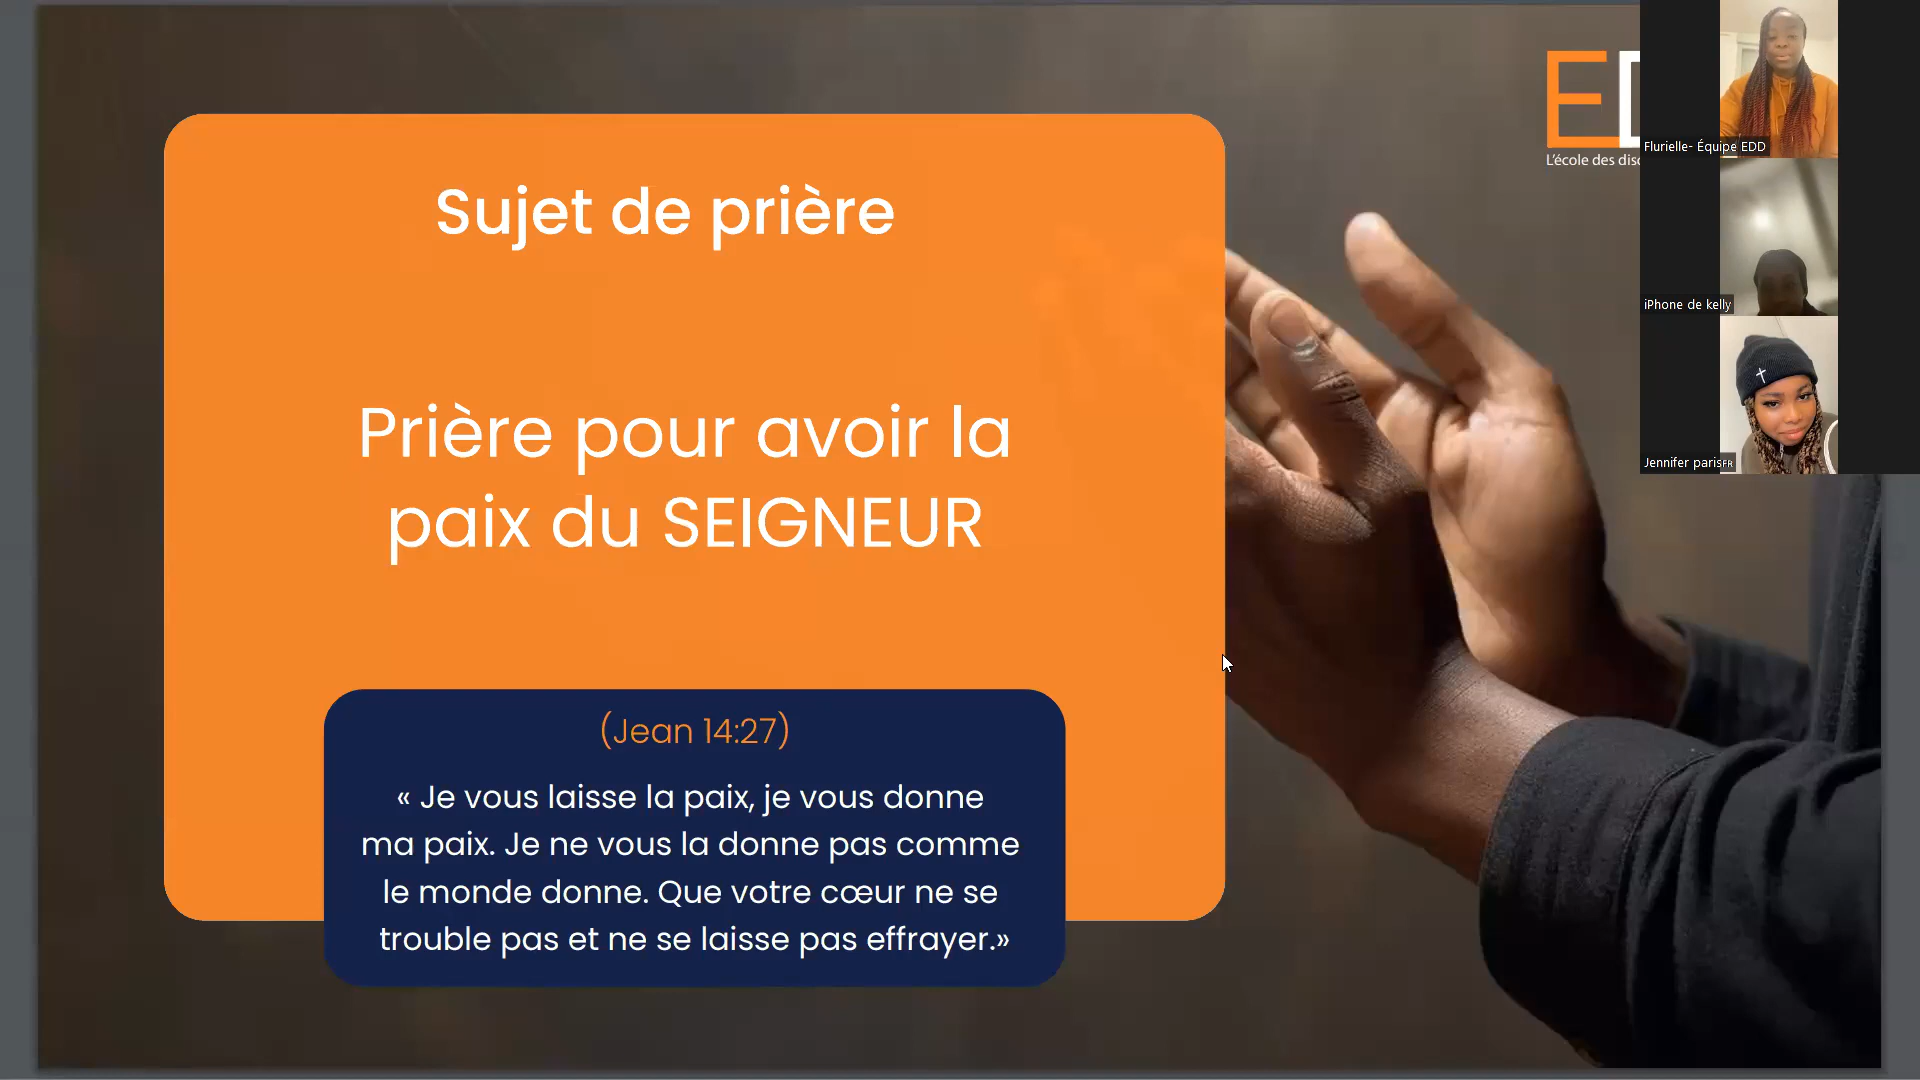 Sujet de prière
Prière pour avoir la
paix du SEIGNEUR
(Jean 14:27)
« Je vous laisse la paix, je vous donne
ma paix. Je ne vous la donne pas comme
le monde donne. Que votre cœur ne se
trouble pas et ne se laisse pas effrayer.»
E
L'école des
Flurielle- Équipe EDD
iPhone de kelly
Jennifer paris FR